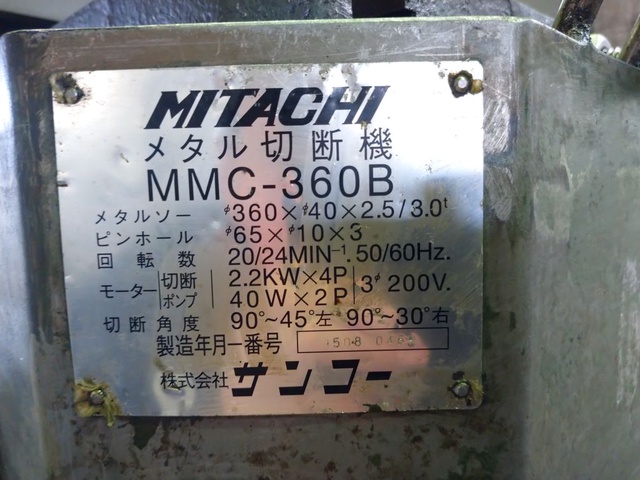 MITACHI
メタル切断機
MMC-360B
メタルソー φ360×φ40×2.5/3.0t
ピンホール φ65×φ10×3
回転数 20/24MIN⁻¹. 50/60Hz.
モーター 切断 2.2KW×4P 3φ 200V.
ポンプ 40W×2P
切断角度 90°~45°左 90°~30°右
製造年月一番号
株式会社 サンコー